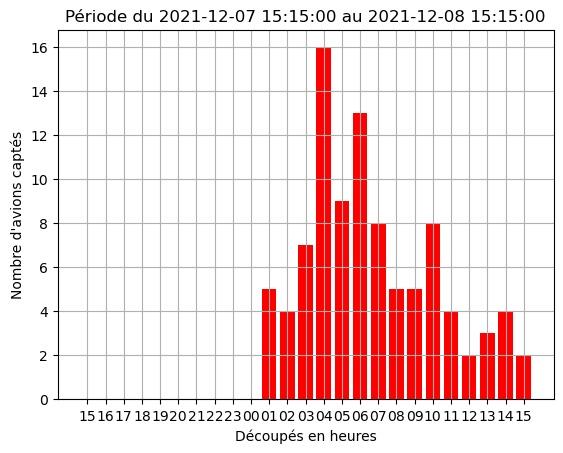 Période du 2021-12-07 15:15:00 au 2021-12-08 15:15:00
16
14
12
10
8
6
4
2
0
Nombre d'avions captés
15 16 17 18 19 20 21 22 23 00 01 02 03 04 05 06 07 08 09 10 11 12 13 14 15
Découpés en heures